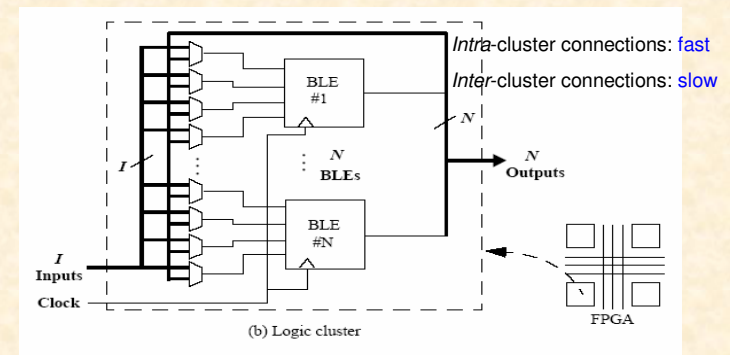 Intra-cluster connections: fast
Inter-cluster connections: slow
BLE
#1
N
I
N
BLEs
N
Outputs
BLE
#N
I
Inputs
Clock
FPGA
(b) Logic cluster